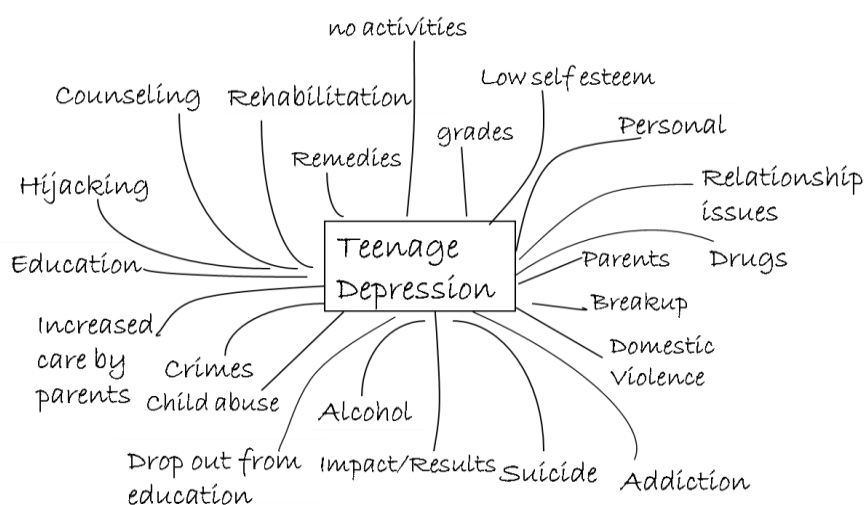 no activities
Low self esteem
Counseling
Rehabilitation
grades
Personal
Remedies
Hijacking
Relationship
issues
Teenage
Depression
Education
Parents
Drugs
Breakup
Increased
care by
parents
Crimes
Child abuse
Domestic
Violence
Alcohol
Drop out from
education
Impact/Results
Suicide
Addiction